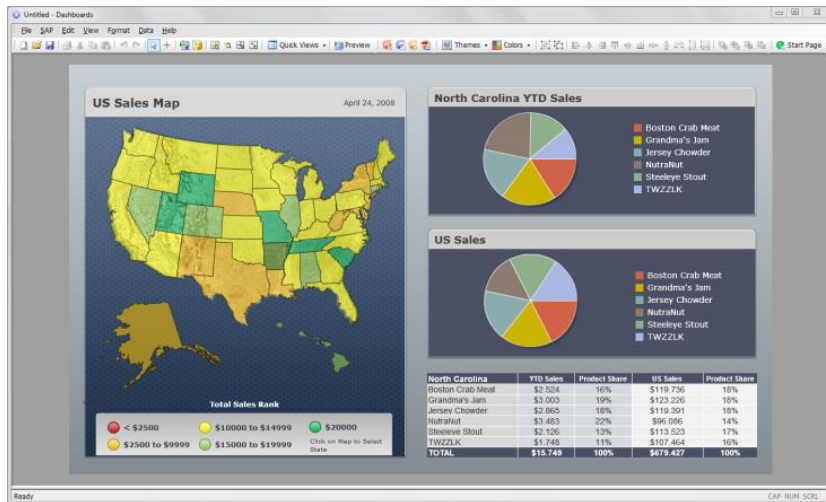 Untitled - Dashboards
File SAP Edit View Format Data Help
Quick Views Preview Themes Colors Start Page
US Sales Map April 24, 2008
Total Sales Rank
< $2500 $10000 to $14999 $20000
$2500 to $9999 $15000 to $19999 Click on Map to Select
State
North Carolina YTD Sales
Boston Crab Meat
Grandma's Jam
Jersey Chowder
NutraNut
Steeleye Stout
TWZZLK
US Sales
Boston Crab Meat
Grandma's Jam
Jersey Chowder
NutraNut
Steeleye Stout
TWZZLK
North Carolina YTD Sales Product Share US Sales Product Share
Boston Crab Meat $2.524 16% $119.736 18%
Grandma's Jam $3.003 19% $123.226 18%
Jersey Chowder $2.865 18% $119.391 18%
NutraNut $3.483 22% $96.086 14%
Steeleye Stout $2.126 13% $113.523 17%
TWZZLK $1.748 11% $107.464 16%
TOTAL $15.749 100% $679.427 100%
Ready CAP NUM SCRL